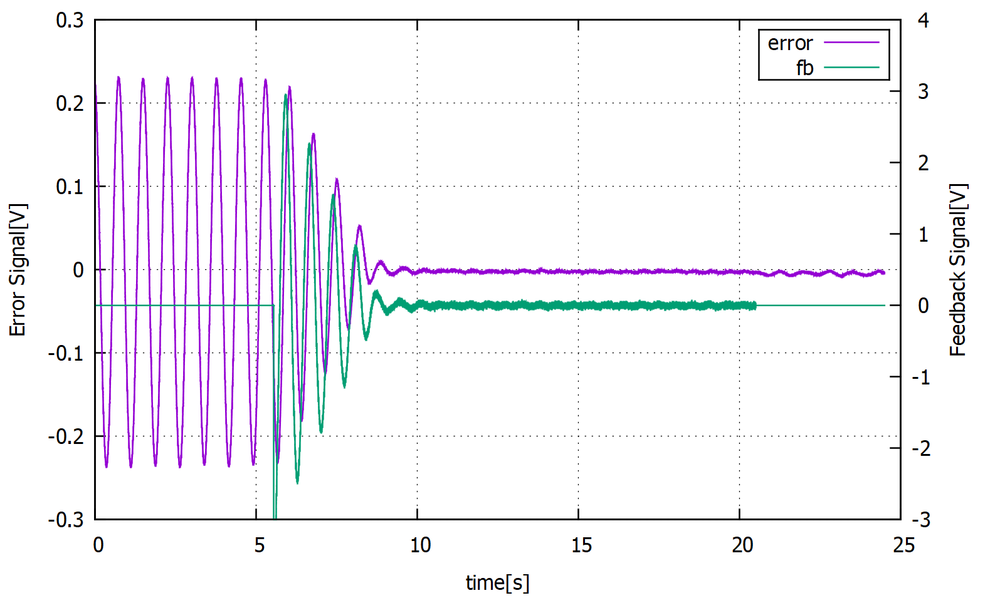 0.3
0.2
0.1
0
-0.1
-0.2
-0.3
Error Signal[V]
4
3
2
1
0
-1
-2
-3
Feedback Signal[V]
error
fb
0 5 10 15 20 25
time[s]